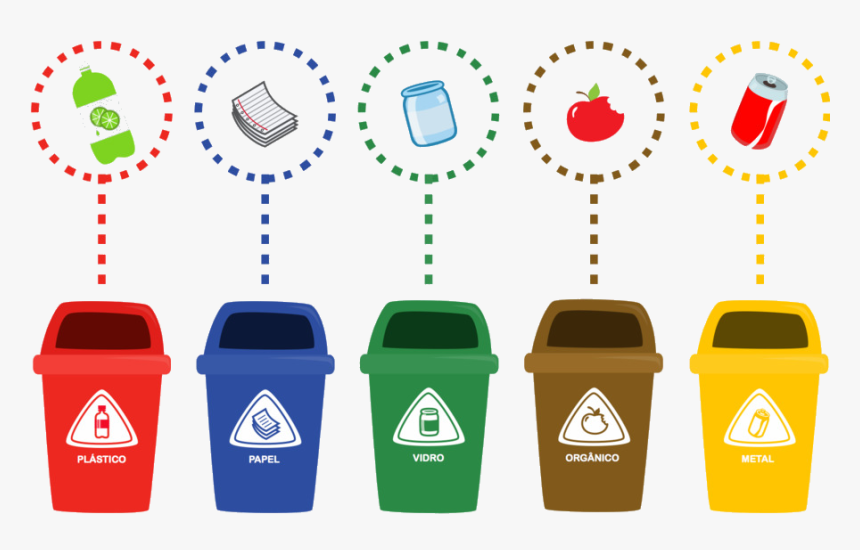 PLÁSTICO
PAPEL
VIDRO
ORGÂNICO
METAL